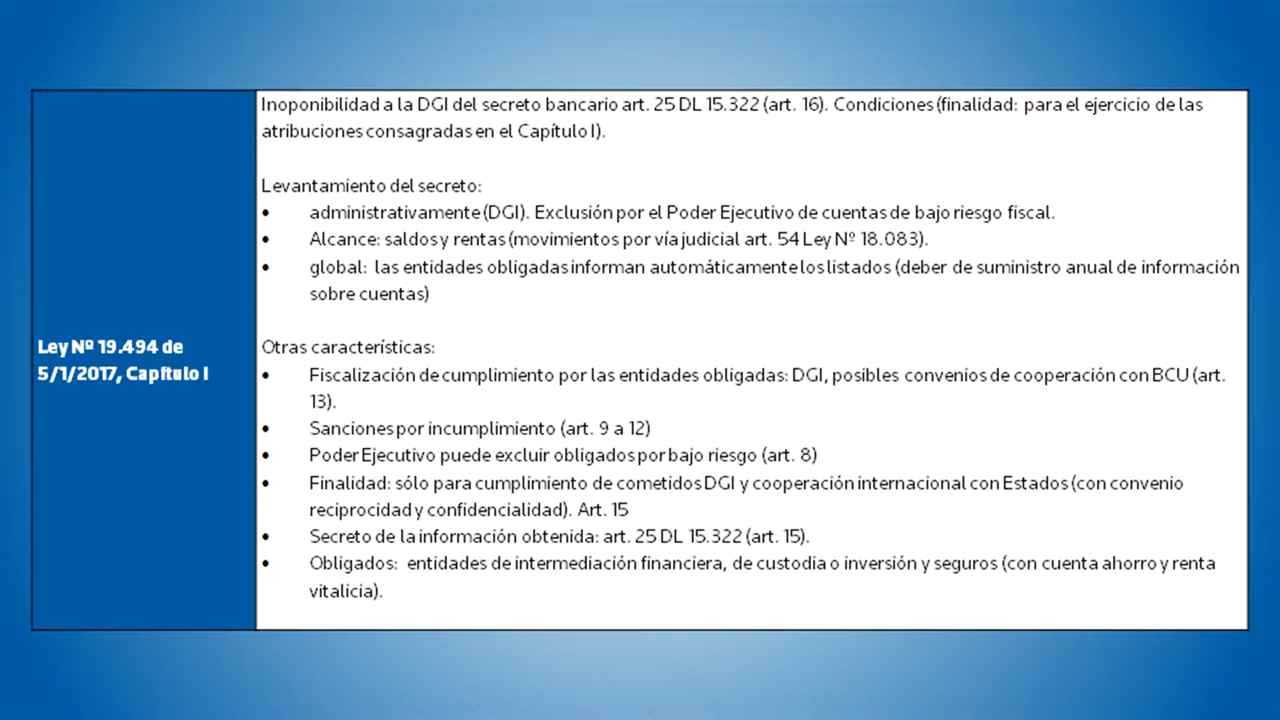 Ley Nº 19.494 de
5/1/2017, Capítulo I
Inoponibilidad a la DGI del secreto bancario art. 25 DL 15.322 (art. 16). Condiciones (finalidad: para el ejercicio de las
atribuciones consagradas en el Capítulo I).
Levantamiento del secreto:
• administrativamente (DGI). Exclusión por el Poder Ejecutivo de cuentas de bajo riesgo fiscal.
• Alcance: saldos y rentas (movimientos por vía judicial art. 54 Ley Nº 18.083).
• global: las entidades obligadas informan automáticamente los listados (deber de suministro anual de información
sobre cuentas)
Otras características:
• Fiscalización de cumplimiento por las entidades obligadas: DGI, posibles convenios de cooperación con BCU (art.
13).
• Sanciones por incumplimiento (art. 9 a 12)
• Poder Ejecutivo puede excluir obligados por bajo riesgo (art. 8)
• Finalidad: sólo para cumplimiento de cometidos DGI y cooperación internacional con Estados (con convenio
reciprocidad y confidencialidad). Art. 15
• Secreto de la información obtenida: art. 25 DL 15.322 (art. 15).
• Obligados: entidades de intermediación financiera, de custodia o inversión y seguros (con cuenta ahorro y renta
vitalicia).